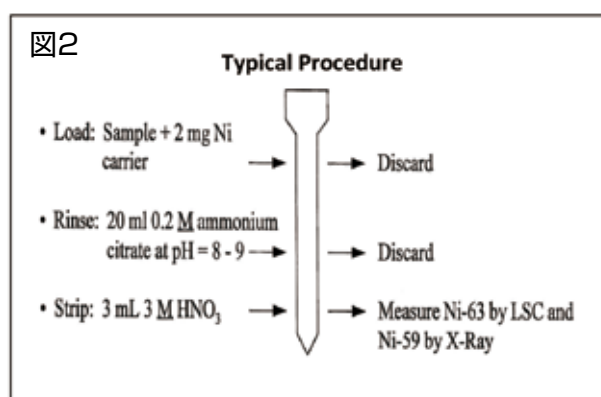 図2
Typical Procedure
• Load: Sample + 2 mg Ni
carrier
Discard
• Rinse: 20 ml 0.2 M ammonium
citrate at pH = 8 - 9
Discard
• Strip: 3 mL 3 M HNO₃
Measure Ni-63 by LSC and
Ni-59 by X-Ray